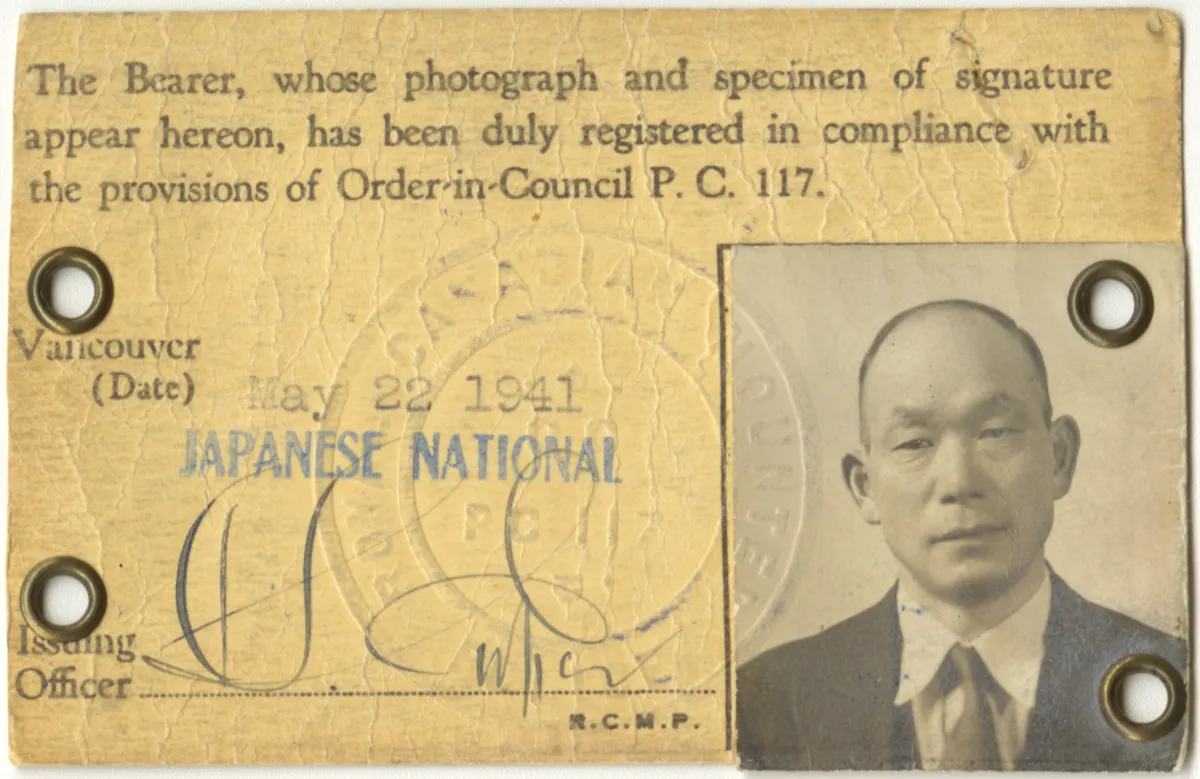 The Bearer, whose photograph and specimen of signature
appear hereon, has been duly registered in compliance with
the provisions of Order-in-Council P. C. 117.
Vancouver
(Date) May 22 1941
JAPANESE NATIONAL
P C 117
Issuing
Officer
R.C.M.P.